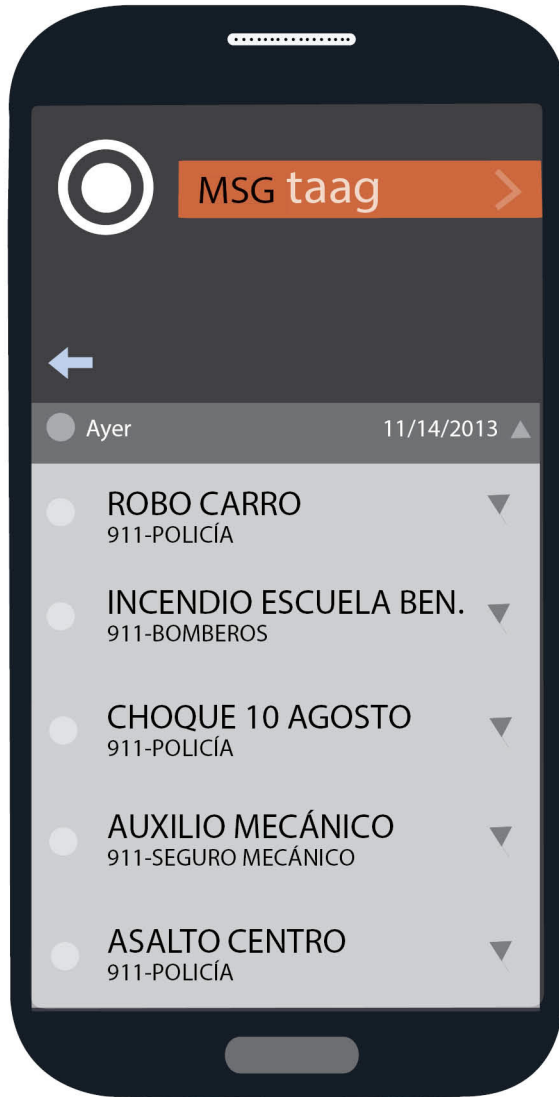 MSG taag
Ayer 11/14/2013
ROBO CARRO
911-POLICÍA
INCENDIO ESCUELA BEN.
911-BOMBEROS
CHOQUE 10 AGOSTO
911-POLICÍA
AUXILIO MECÁNICO
911-SEGURO MECÁNICO
ASALTO CENTRO
911-POLICÍA